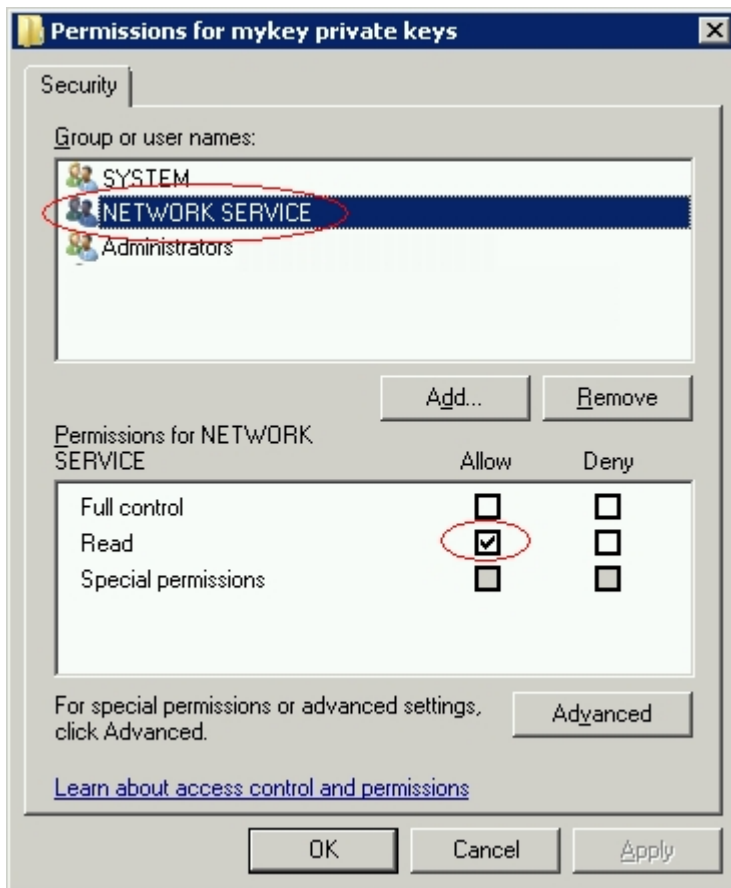 Permissions for mykey private keys
Security
Group or user names:
SYSTEM
NETWORK SERVICE
Administrators
Add... Remove
Permissions for NETWORK
SERVICE Allow Deny
Full control
Read
Special permissions
For special permissions or advanced settings,
click Advanced. Advanced
Learn about access control and permissions
OK Cancel Apply